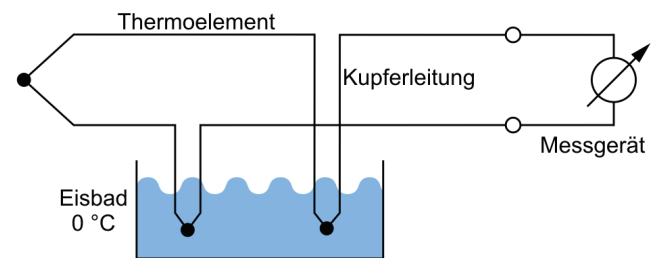 Thermoelement
Kupferleitung
Messgerät
Eisbad
0 °C